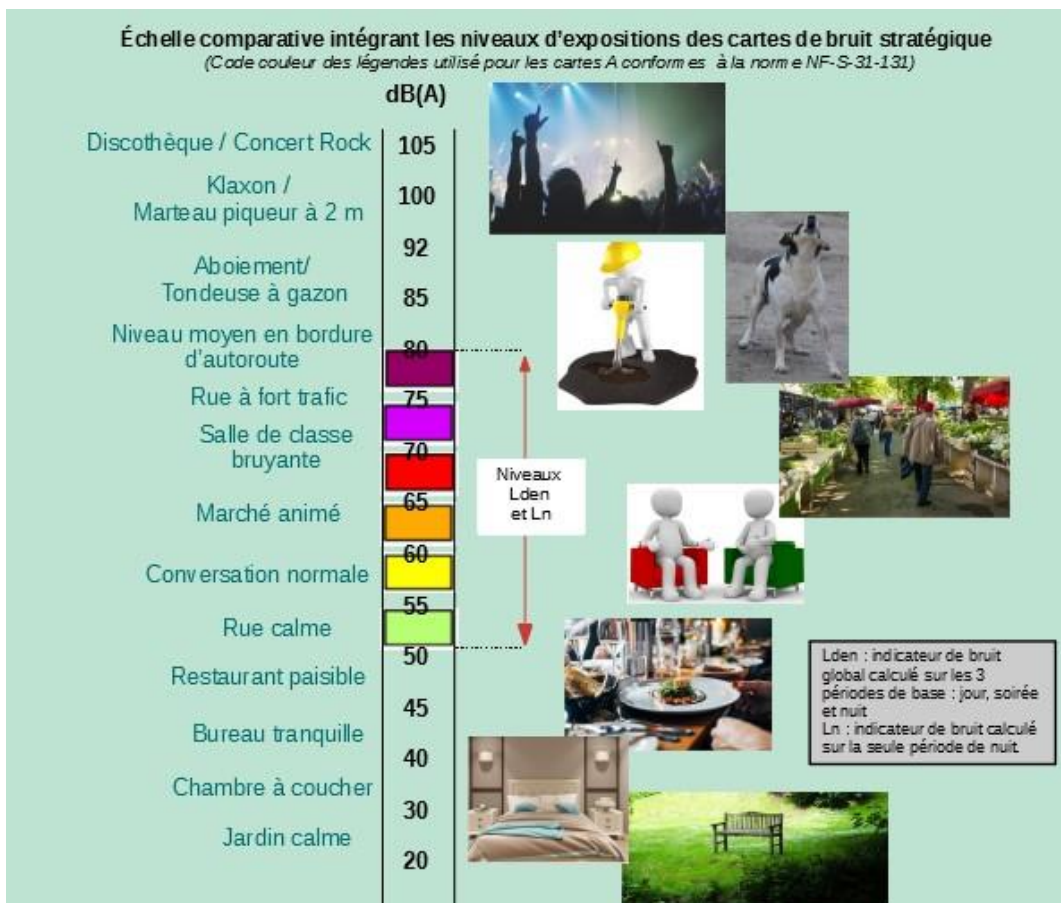 Échelle comparative intégrant les niveaux d'expositions des cartes de bruit stratégique
(Code couleur des légendes utilisé pour les cartes A conformes à la norme NF-S-31-131)
dB(A)
Discothèque / Concert Rock
105
Klaxon /
Marteau piqueur à 2 m
100
92
Aboiement/
Tondeuse à gazon
85
Niveau moyen en bordure
d'autoroute
80
Rue à fort trafic
75
Salle de classe
bruyante
70
65
Marché animé
60
Conversation normale
55
Rue calme
50
Restaurant paisible
45
Bureau tranquille
40
Chambre à coucher
30
Jardin calme
20
Niveaux
Lden
et Ln
Lden : indicateur de bruit
global calculé sur les 3
périodes de base : jour, soirée
et nuit
Ln : indicateur de bruit calculé
sur la seule période de nuit.